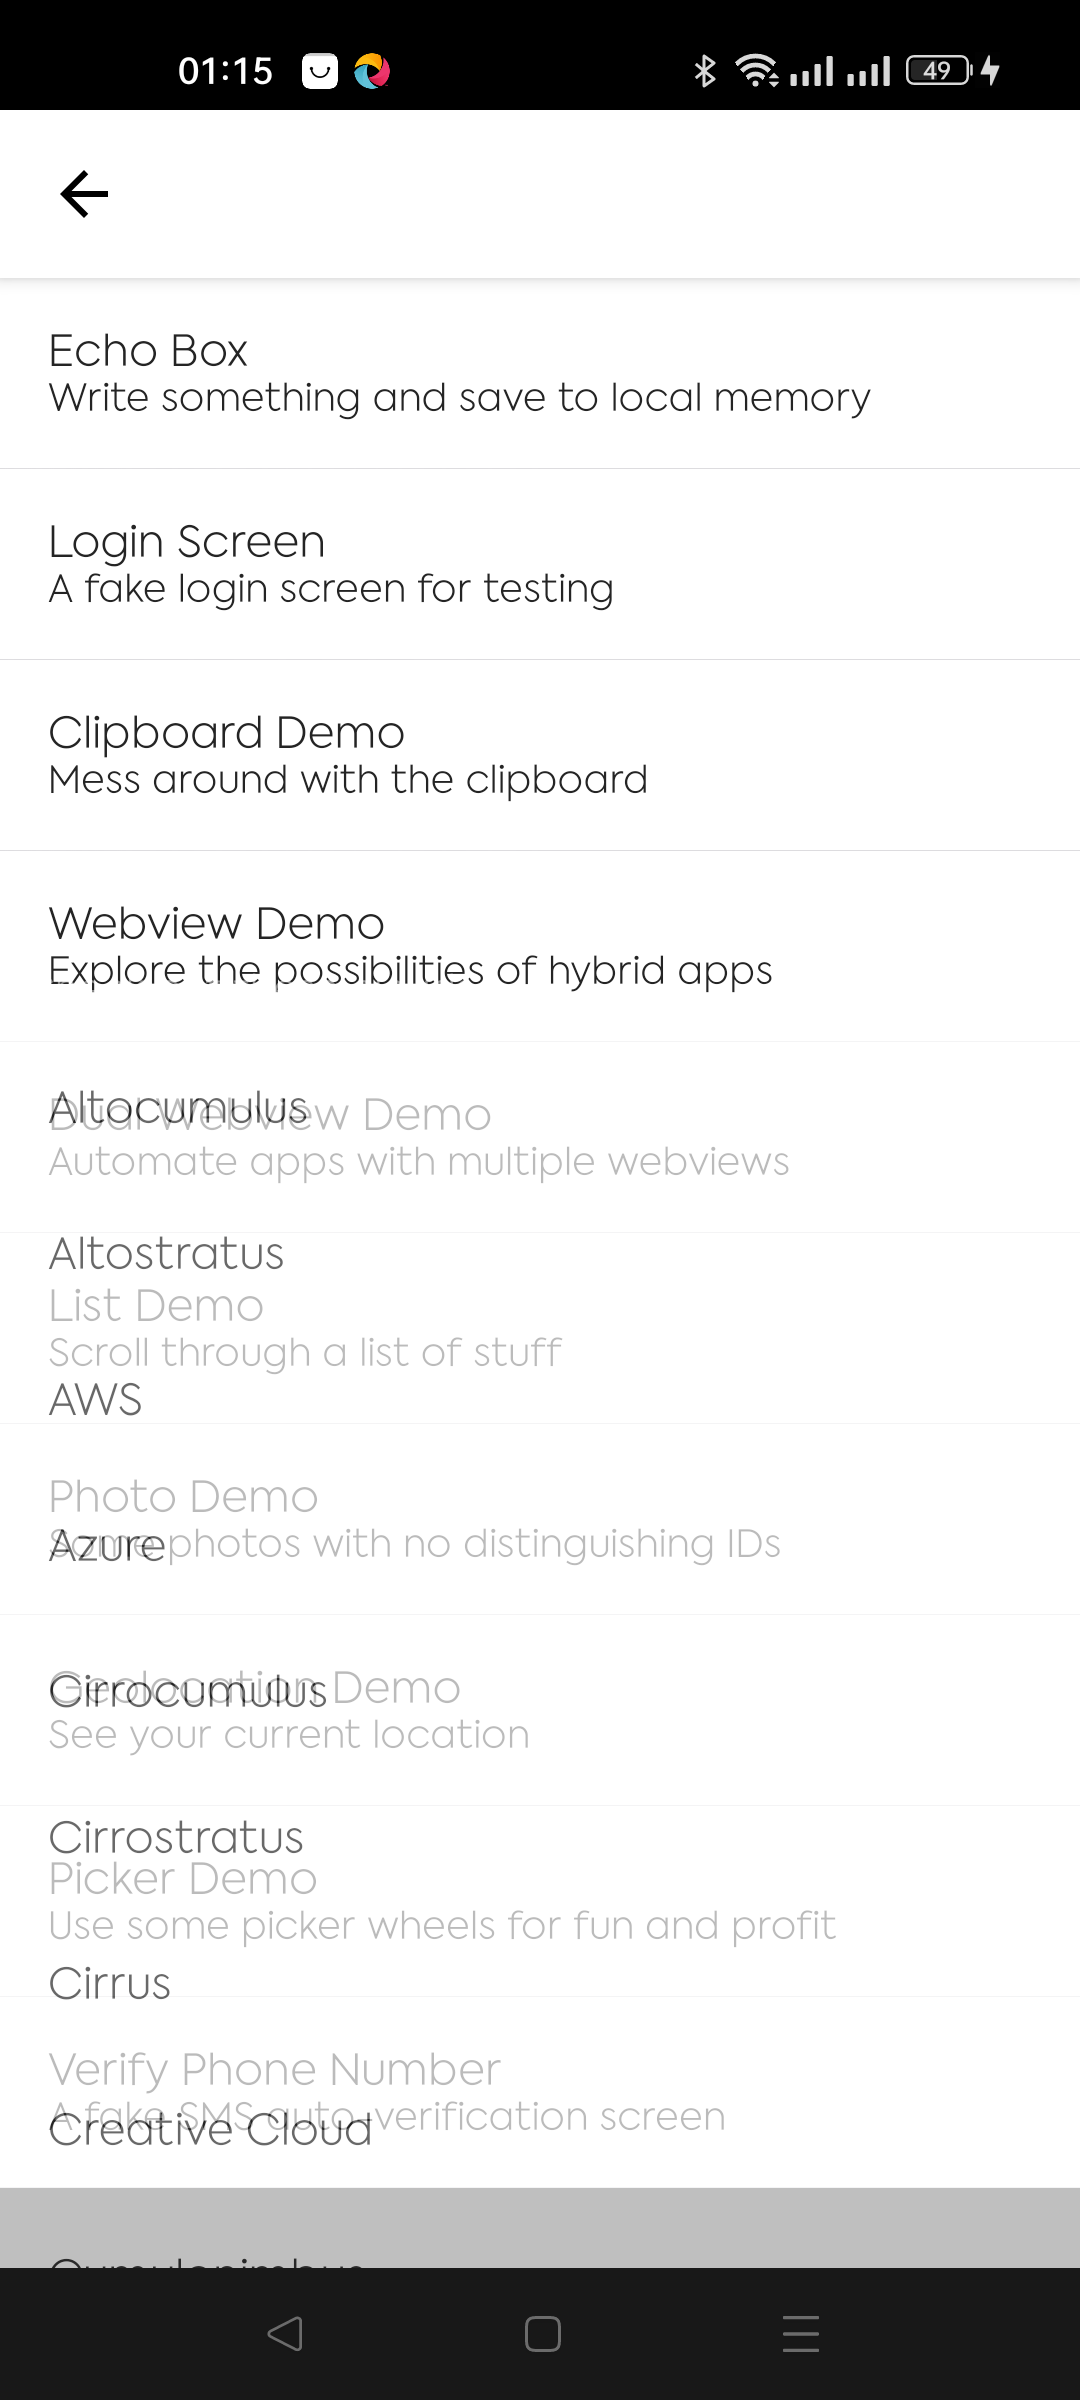 01:15
49
Echo Box
Write something and save to local memory
Login Screen
A fake login screen for testing
Clipboard Demo
Mess around with the clipboard
Webview Demo
Explore the possibilities of hybrid apps
Altocumulus
Dual Webview Demo
Automate apps with multiple webviews
Altostratus
List Demo
Scroll through a list of stuff
AWS
Photo Demo
Some photos with no distinguishing IDs
Azure
Geolocation Demo
Cirrocumulus
See your current location
Cirrostratus
Picker Demo
Use some picker wheels for fun and profit
Cirrus
Verify Phone Number
A fake SMS auto-verification screen
Creative Cloud